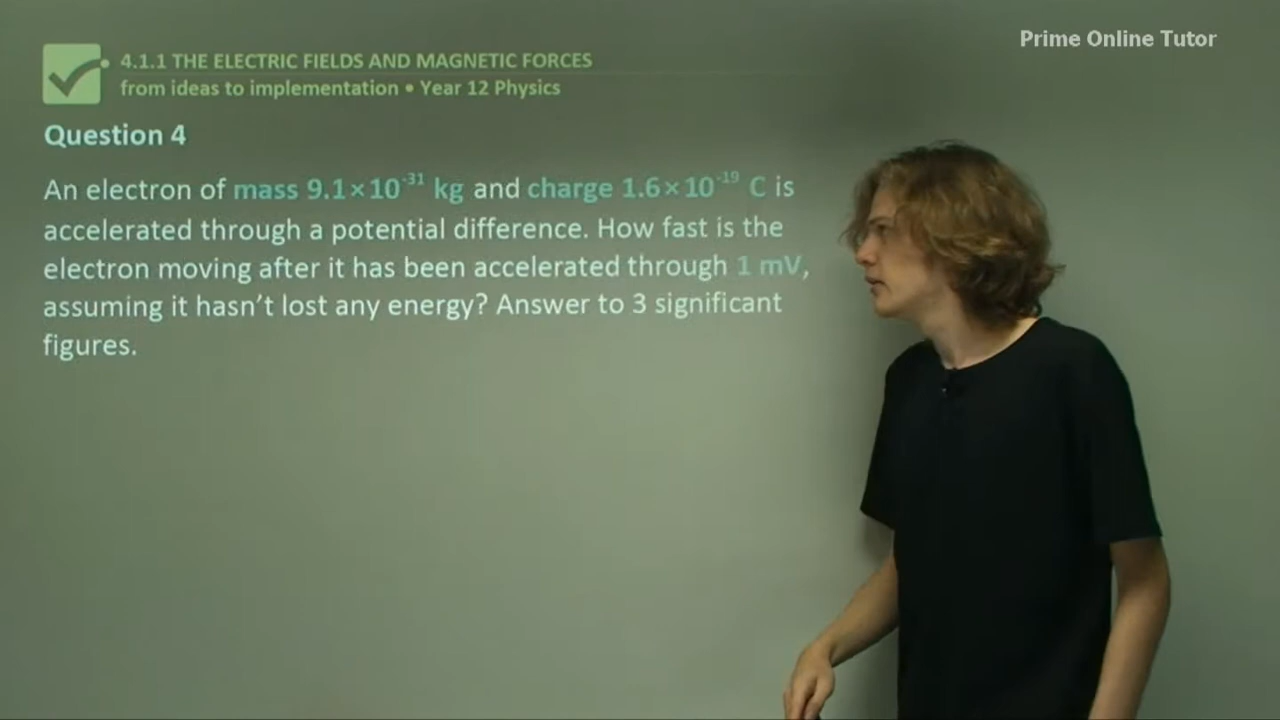 Prime Online Tutor
4.1.1 THE ELECTRIC FIELDS AND MAGNETIC FORCES
from ideas to implementation • Year 12 Physics
Question 4
An electron of mass 9.1×10⁻³¹ kg and charge 1.6×10⁻¹⁹ C is
accelerated through a potential difference. How fast is the
electron moving after it has been accelerated through 1 mV,
assuming it hasn’t lost any energy? Answer to 3 significant
figures.